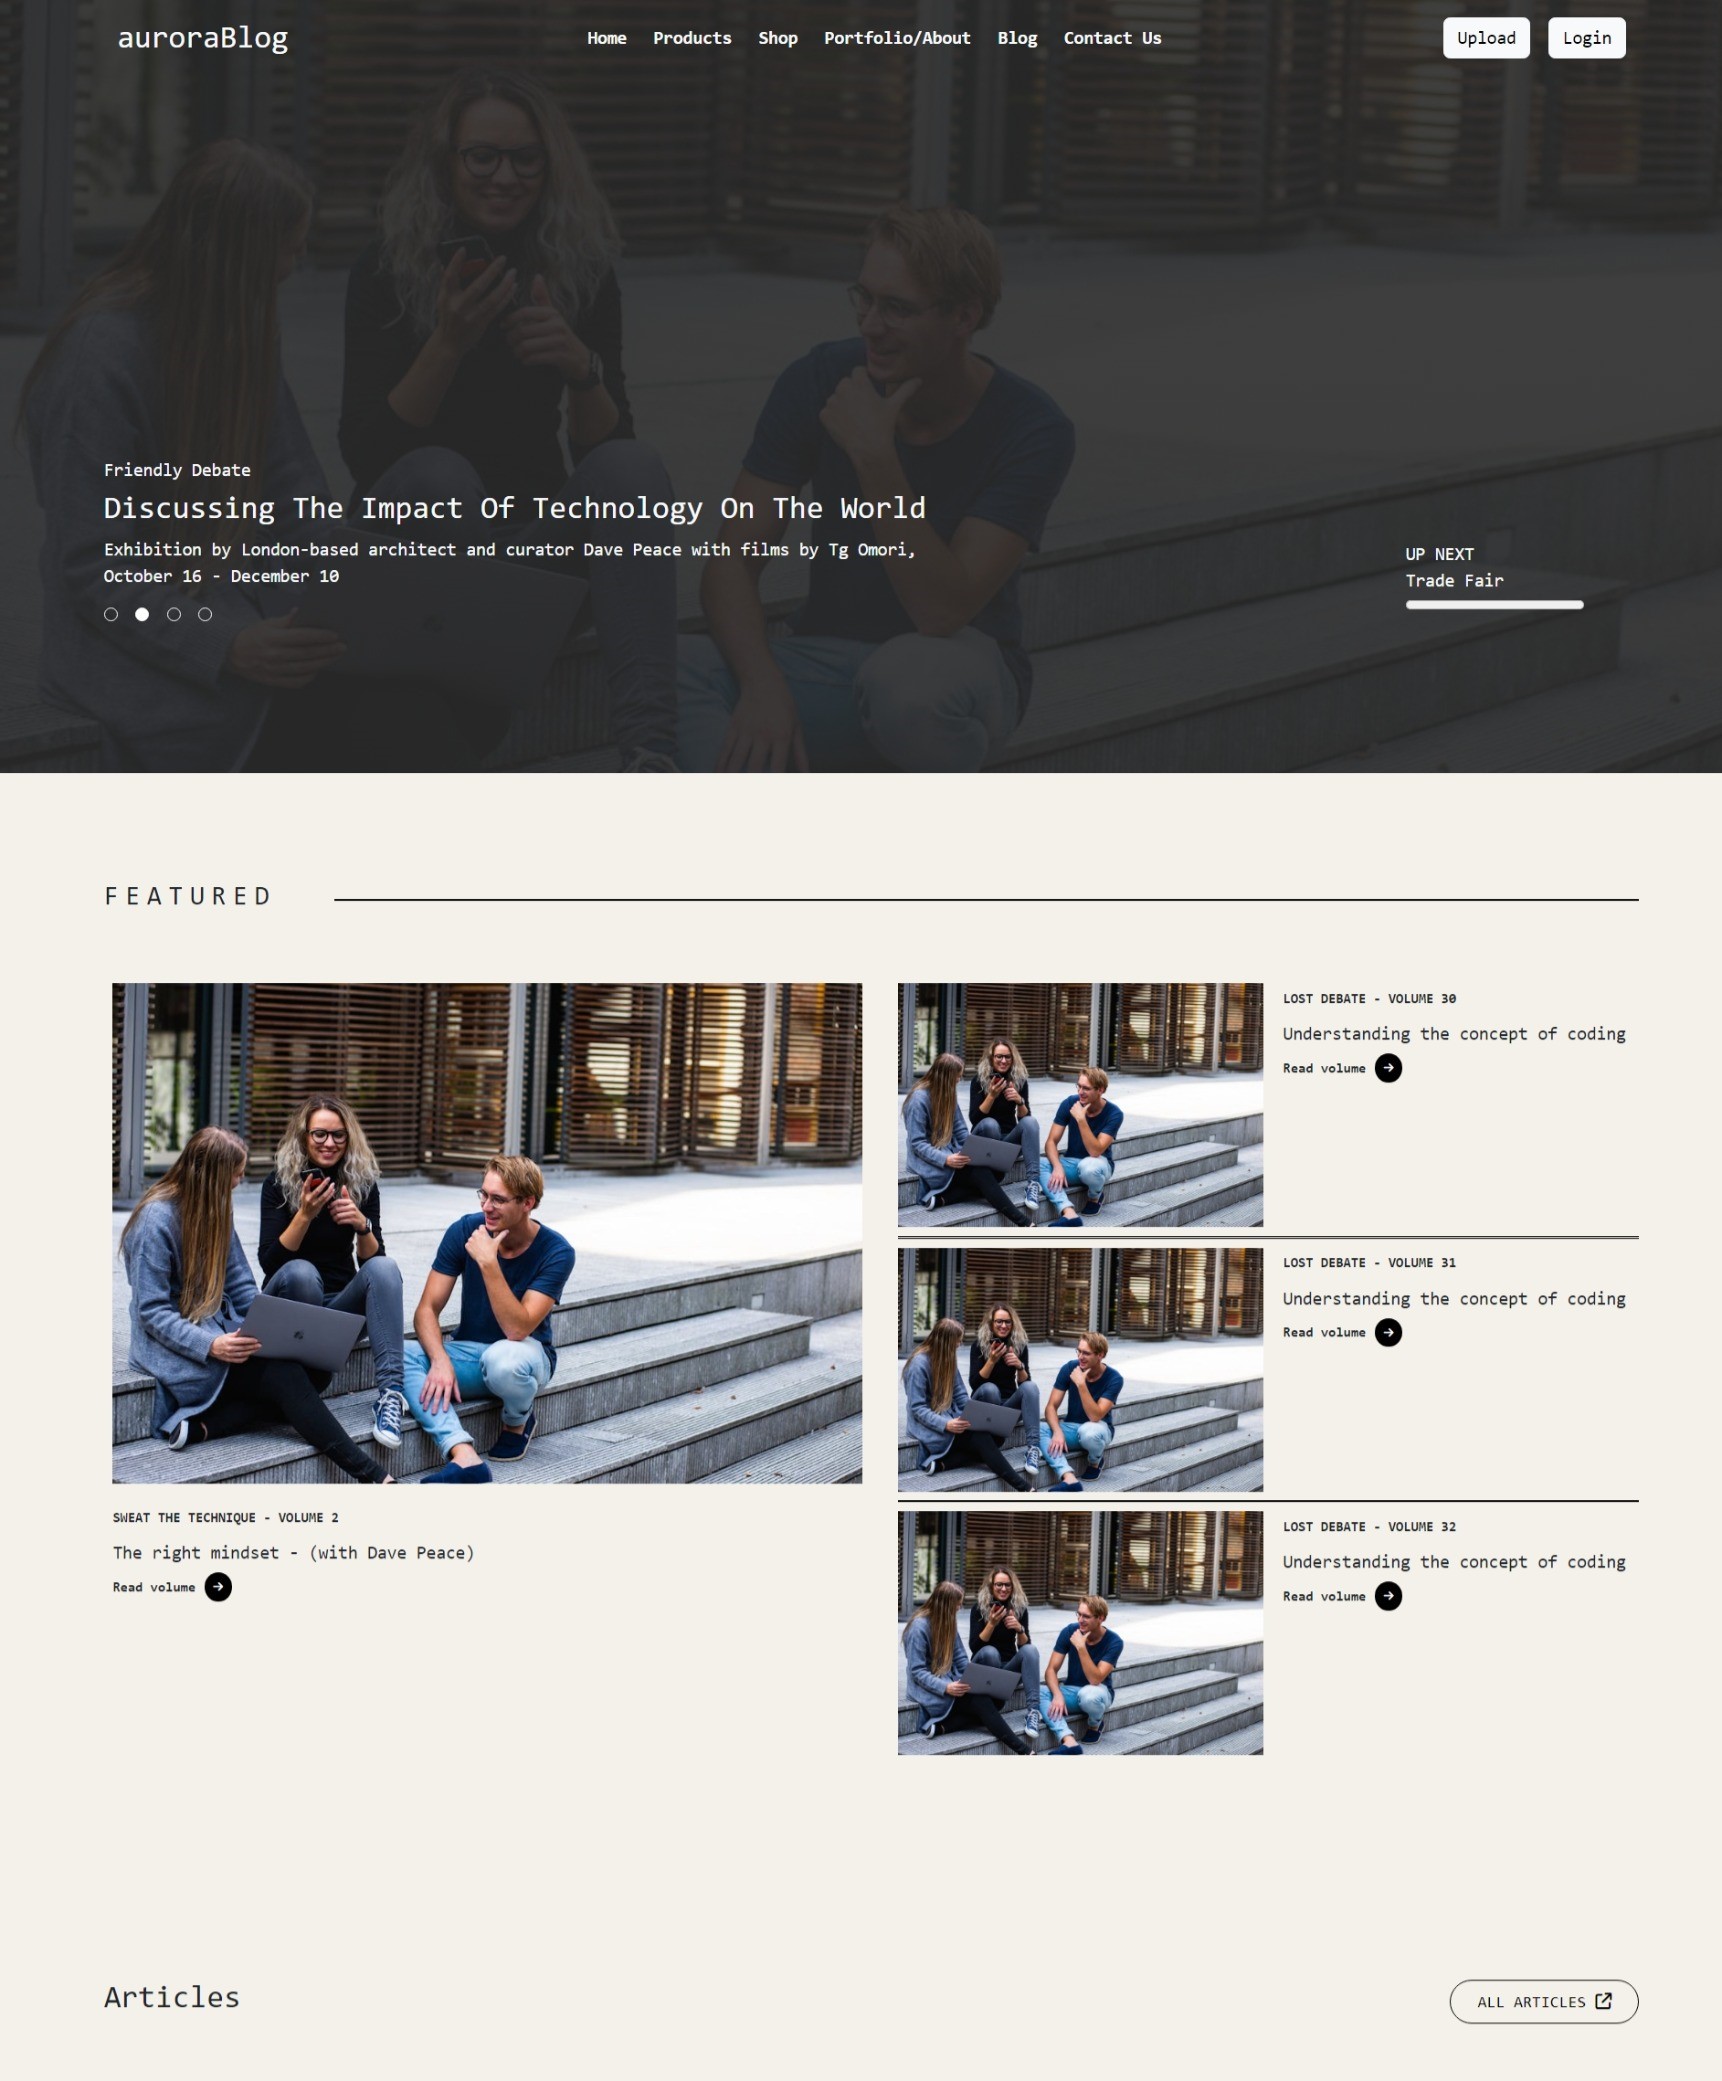 auroraBlog
Home Products Shop Portfolio/About Blog Contact Us
Upload Login
Friendly Debate
Discussing The Impact Of Technology On The World
Exhibition by London-based architect and curator Dave Peace with films by Tg Omori,
October 16 - December 10
UP NEXT
Trade Fair
FEATURED
SWEAT THE TECHNIQUE - VOLUME 2
The right mindset - (with Dave Peace)
Read volume
LOST DEBATE - VOLUME 30
Understanding the concept of coding
Read volume
LOST DEBATE - VOLUME 31
Understanding the concept of coding
Read volume
LOST DEBATE - VOLUME 32
Understanding the concept of coding
Read volume
Articles
ALL ARTICLES